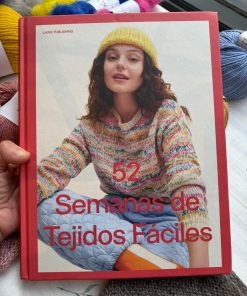 LAINE PUBLISHING
52
Semanas de
Tejidos Fáciles